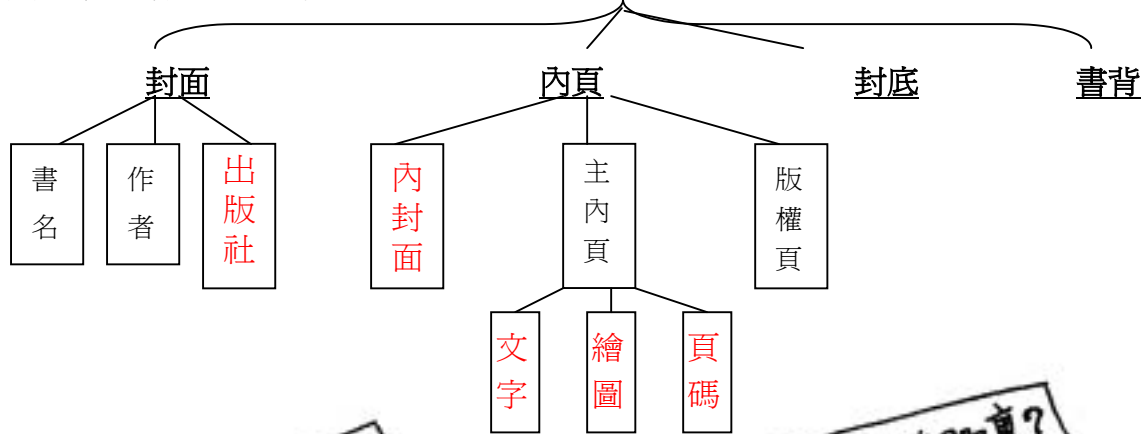 封面 內頁 封底 書背
書名
作者
出版社
內封面
主內頁
版權頁
文字
繪圖
頁碼